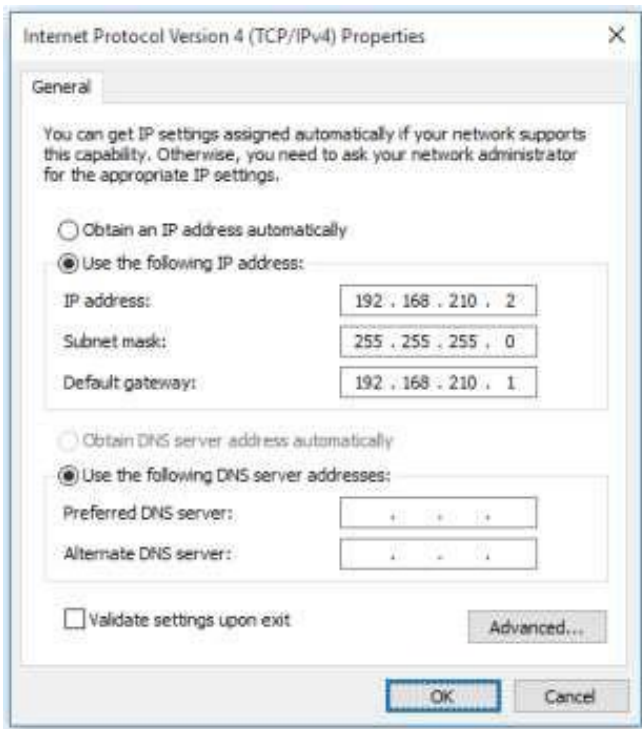 Internet Protocol Version 4 (TCP/IPv4) Properties
General
You can get IP settings assigned automatically if your network supports
this capability. Otherwise, you need to ask your network administrator
for the appropriate IP settings.
Obtain an IP address automatically
Use the following IP address:
IP address: 192 . 168 . 210 . 2
Subnet mask: 255 . 255 . 255 . 0
Default gateway: 192 . 168 . 210 . 1
Obtain DNS server address automatically
Use the following DNS server addresses:
Preferred DNS server: . . .
Alternate DNS server: . . .
Validate settings upon exit
Advanced...
OK Cancel